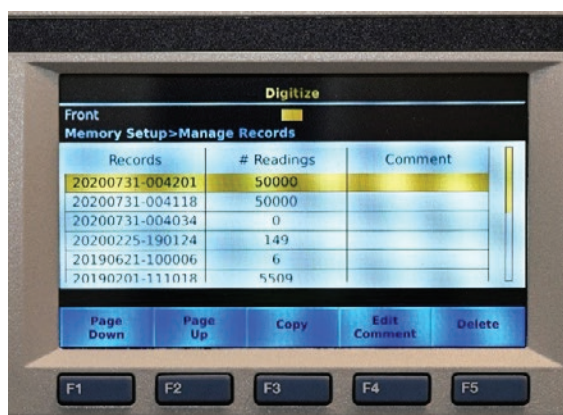 Digitize
Front
Memory Setup>Manage Records
Records # Readings Comment
20200731-004201 50000
20200731-004118 50000
20200731-004034 0
20200225-190124 149
20190621-100006 6
20190201-111018 5509
Page Down Page Up Copy Edit Comment Delete
F1 F2 F3 F4 F5